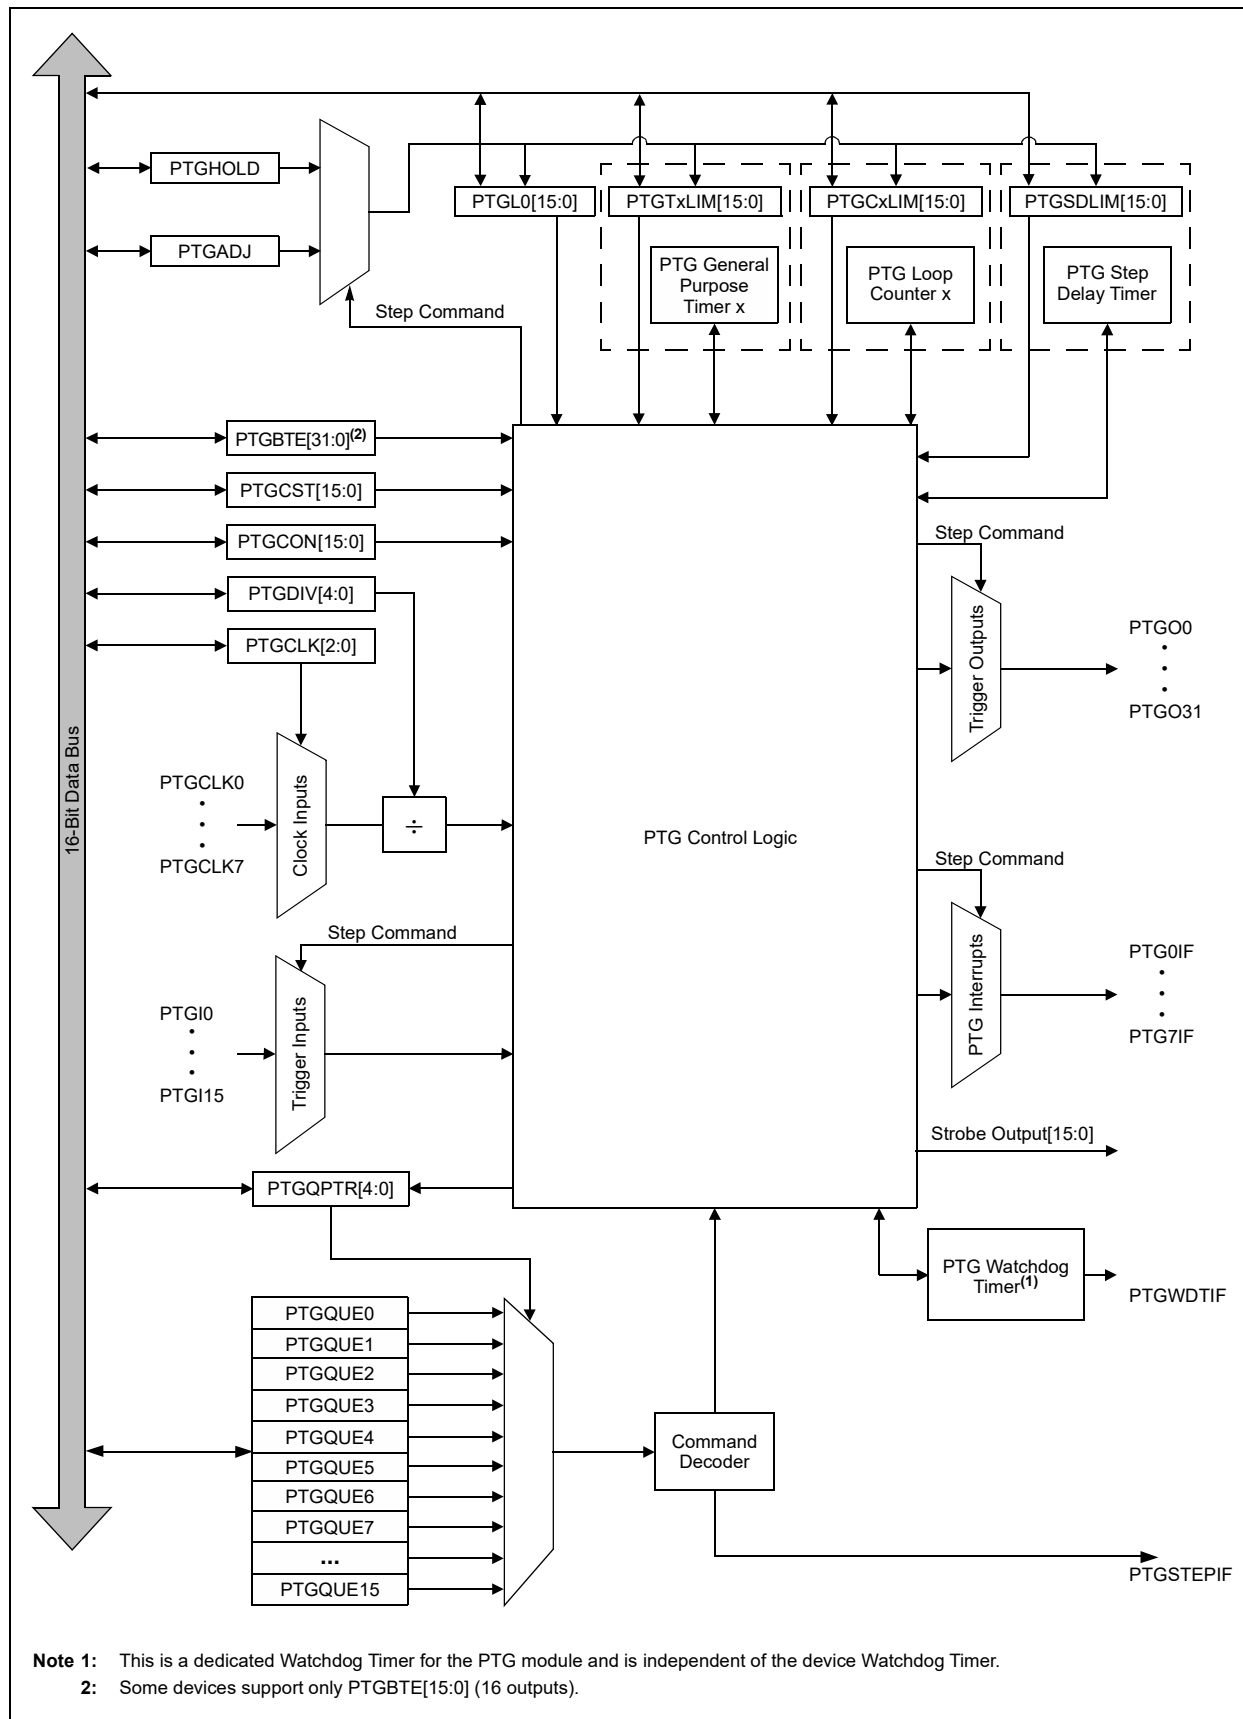 PTGHOLD
PTGADJ
Step Command
PTGL0[15:0]
PTGTxLIM[15:0]
PTGCxLIM[15:0]
PTGSDLIM[15:0]
PTG General
Purpose
Timer x
PTG Loop
Counter x
PTG Step
Delay Timer
16-Bit Data Bus
PTGBTE[31:0](2)
PTGCST[15:0]
PTGCON[15:0]
PTGDIV[4:0]
PTGCLK[2:0]
PTGCLK0
PTGCLK7
Clock Inputs
÷
PTG Control Logic
Step Command
Trigger Outputs
PTGO0
PTGO31
Step Command
PTG Interrupts
PTG0IF
PTG7IF
Step Command
PTGI0
PTGI15
Trigger Inputs
Strobe Output[15:0]
PTGQPTR[4:0]
PTG Watchdog
Timer(1)
PTGWDTIF
PTGQUE0
PTGQUE1
PTGQUE2
PTGQUE3
PTGQUE4
PTGQUE5
PTGQUE6
PTGQUE7
...
PTGQUE15
Command
Decoder
PTGSTEPIF
Note 1: This is a dedicated Watchdog Timer for the PTG module and is independent of the device Watchdog Timer.
2: Some devices support only PTGBTE[15:0] (16 outputs).